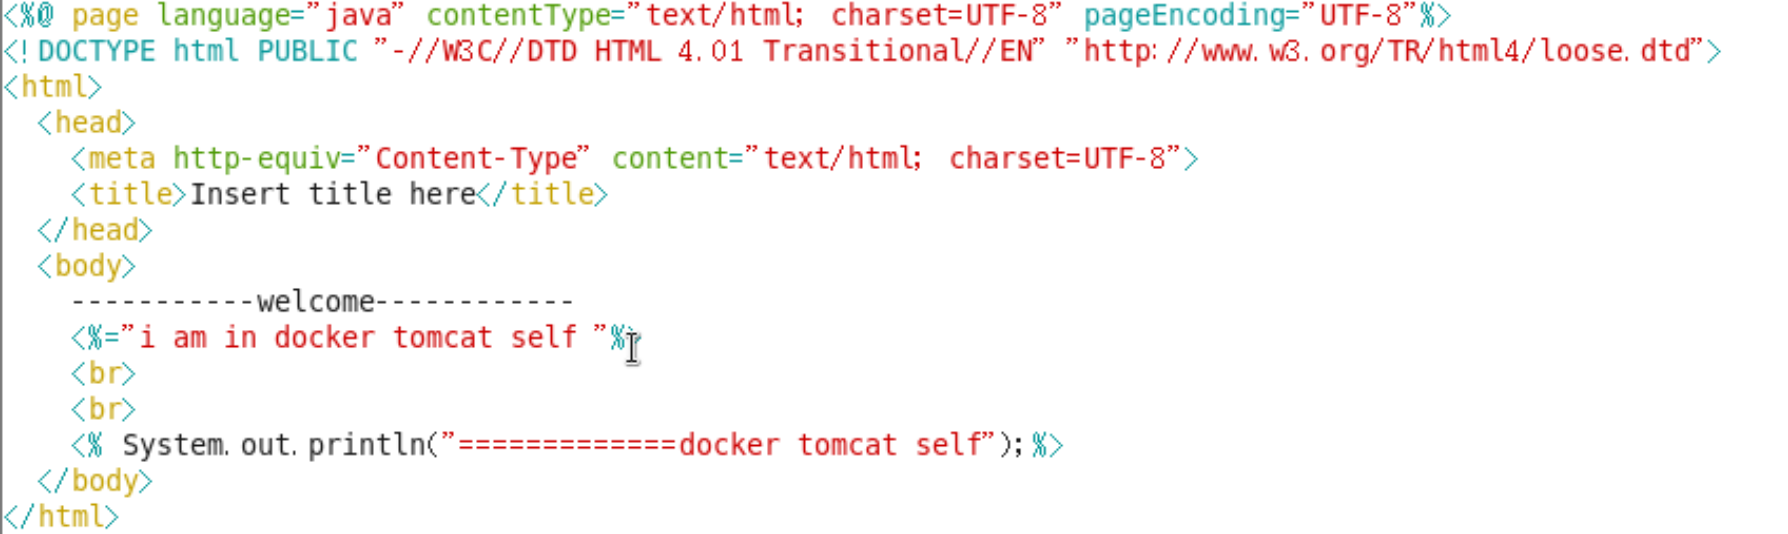 <%@ page language="java" contentType="text/html; charset=UTF-8" pageEncoding="UTF-8"%>
<!DOCTYPE html PUBLIC "-//W3C//DTD HTML 4.01 Transitional//EN" "http://www.w3.org/TR/html4/loose.dtd">
<html>
  <head>
    <meta http-equiv="Content-Type" content="text/html; charset=UTF-8">
    <title>Insert title here</title>
  </head>
  <body>
    -----------welcome------------
    <%="i am in docker tomcat self "%>
    <br>
    <br>
    <% System.out.println("=============docker tomcat self");%>
  </body>
</html>